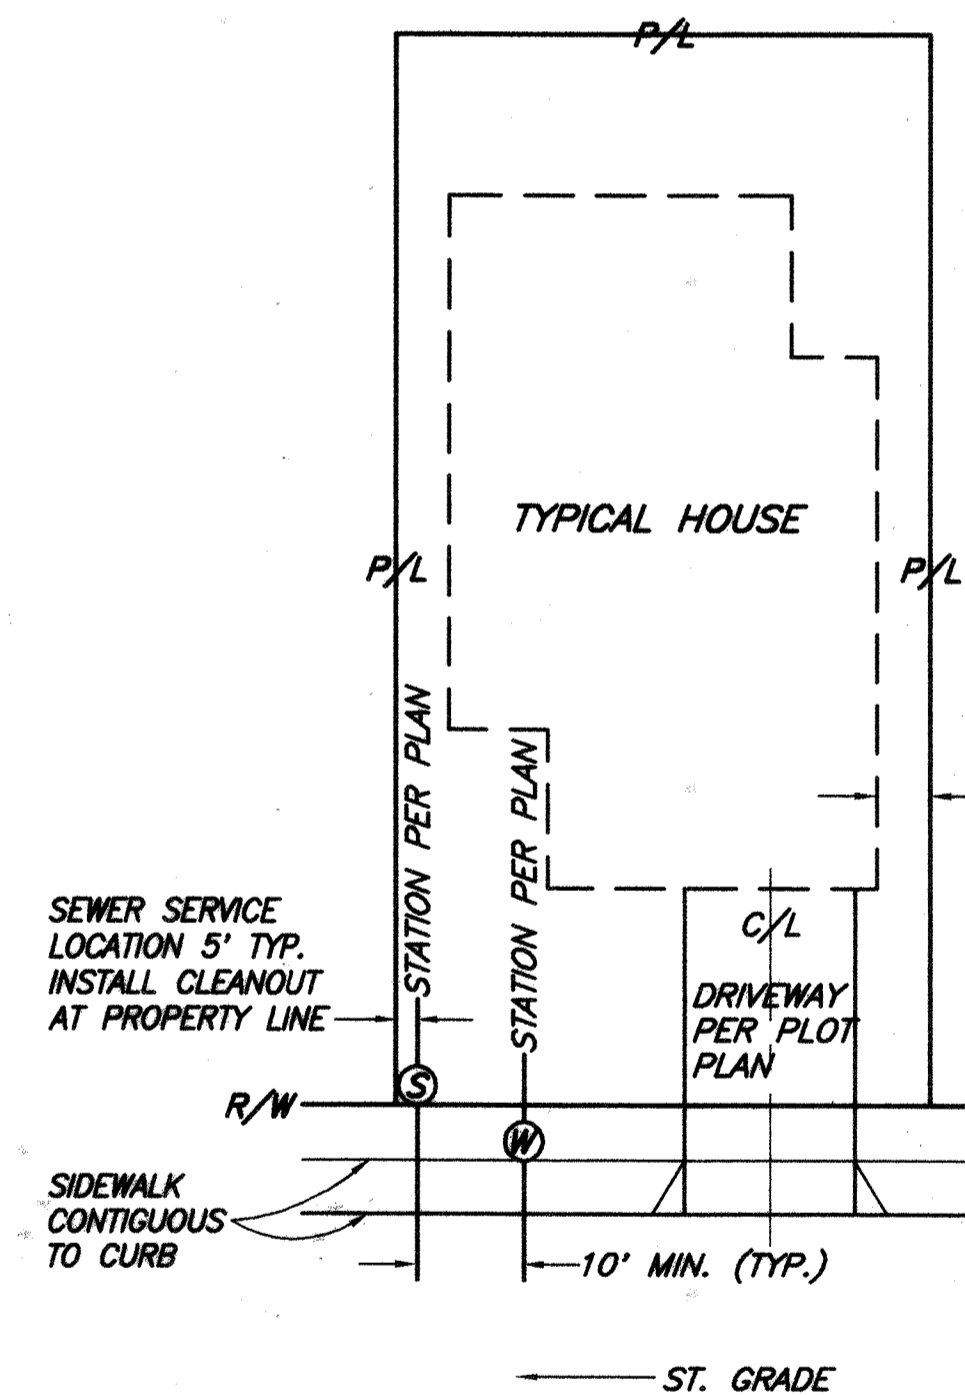 P/L
TYPICAL HOUSE
P/L
P/L
STATION PER PLAN
STATION PER PLAN
SEWER SERVICE
LOCATION 5' TYP.
INSTALL CLEANOUT
AT PROPERTY LINE
C/L
DRIVEWAY
PER PLOT
PLAN
S
R/W
W
SIDEWALK
CONTIGUOUS
TO CURB
10' MIN. (TYP.)
ST. GRADE